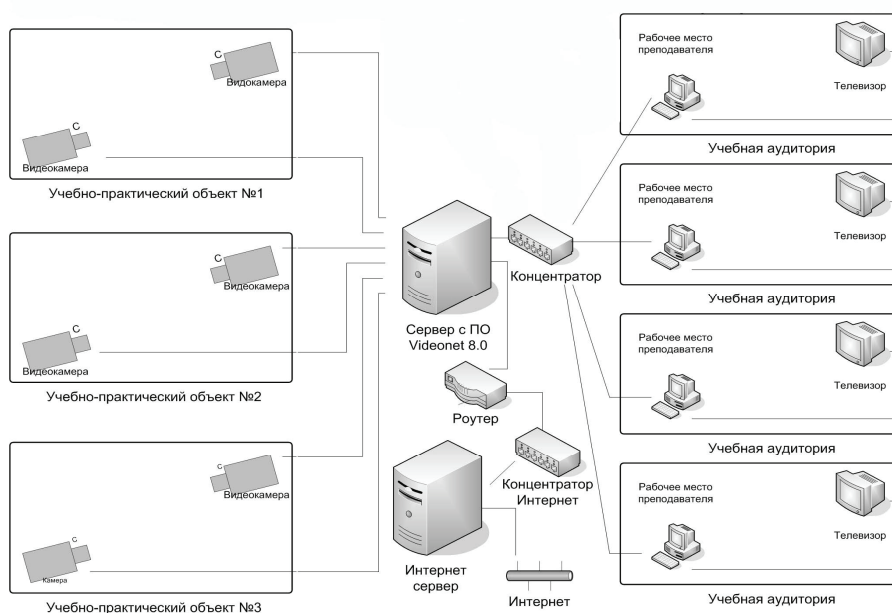 С
Видокамера
С
Видеокамера
Учебно-практический объект №1
С
Видеокамера
С
Видеокамера
Учебно-практический объект №2
С
Видеокамера
С
Камера
Учебно-практический объект №3
Сервер с ПО
Videonet 8.0
Концентратор
Роутер
Концентратор
Интернет
Интернет
сервер
Интернет
Рабочее место
преподавателя
Телевизор
Учебная аудитория
Рабочее место
преподавателя
Телевизор
Учебная аудитория
Рабочее место
преподавателя
Телевизор
Учебная аудитория
Рабочее место
преподавателя
Телевизор
Учебная аудитория